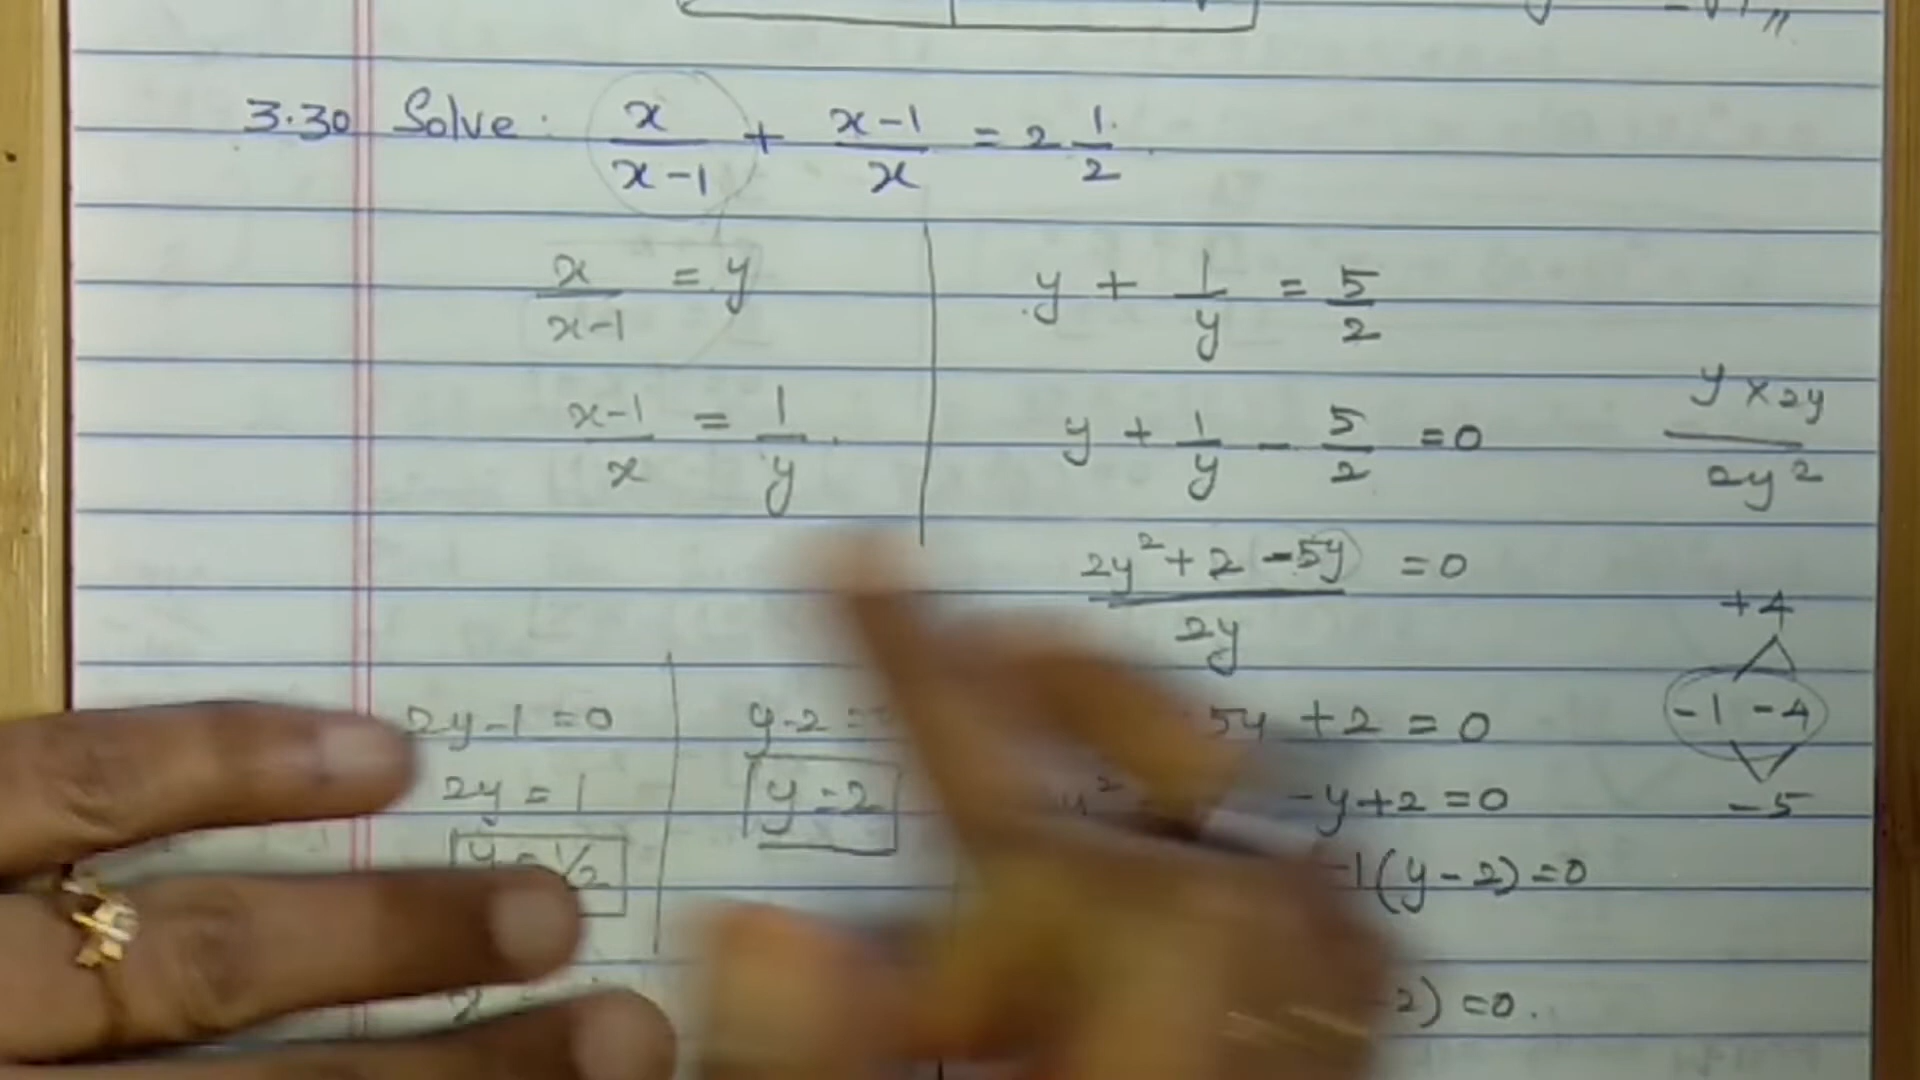 3.30 Solve: x/(x-1) + (x-1)/x = 2 1/2.
x/(x-1) = y
y + 1/y = 5/2
(x-1)/x = 1/y.
y + 1/y - 5/2 = 0
y × 2y / 2y²
(2y² + 2 - 5y)/2y = 0
+4
-1 -4
-5
2y-1 = 0
y-2 =
5y + 2 = 0
2y = 1
y = 2
-y+2 = 0
y = 1/2
-1(y-2) = 0
2) = 0.